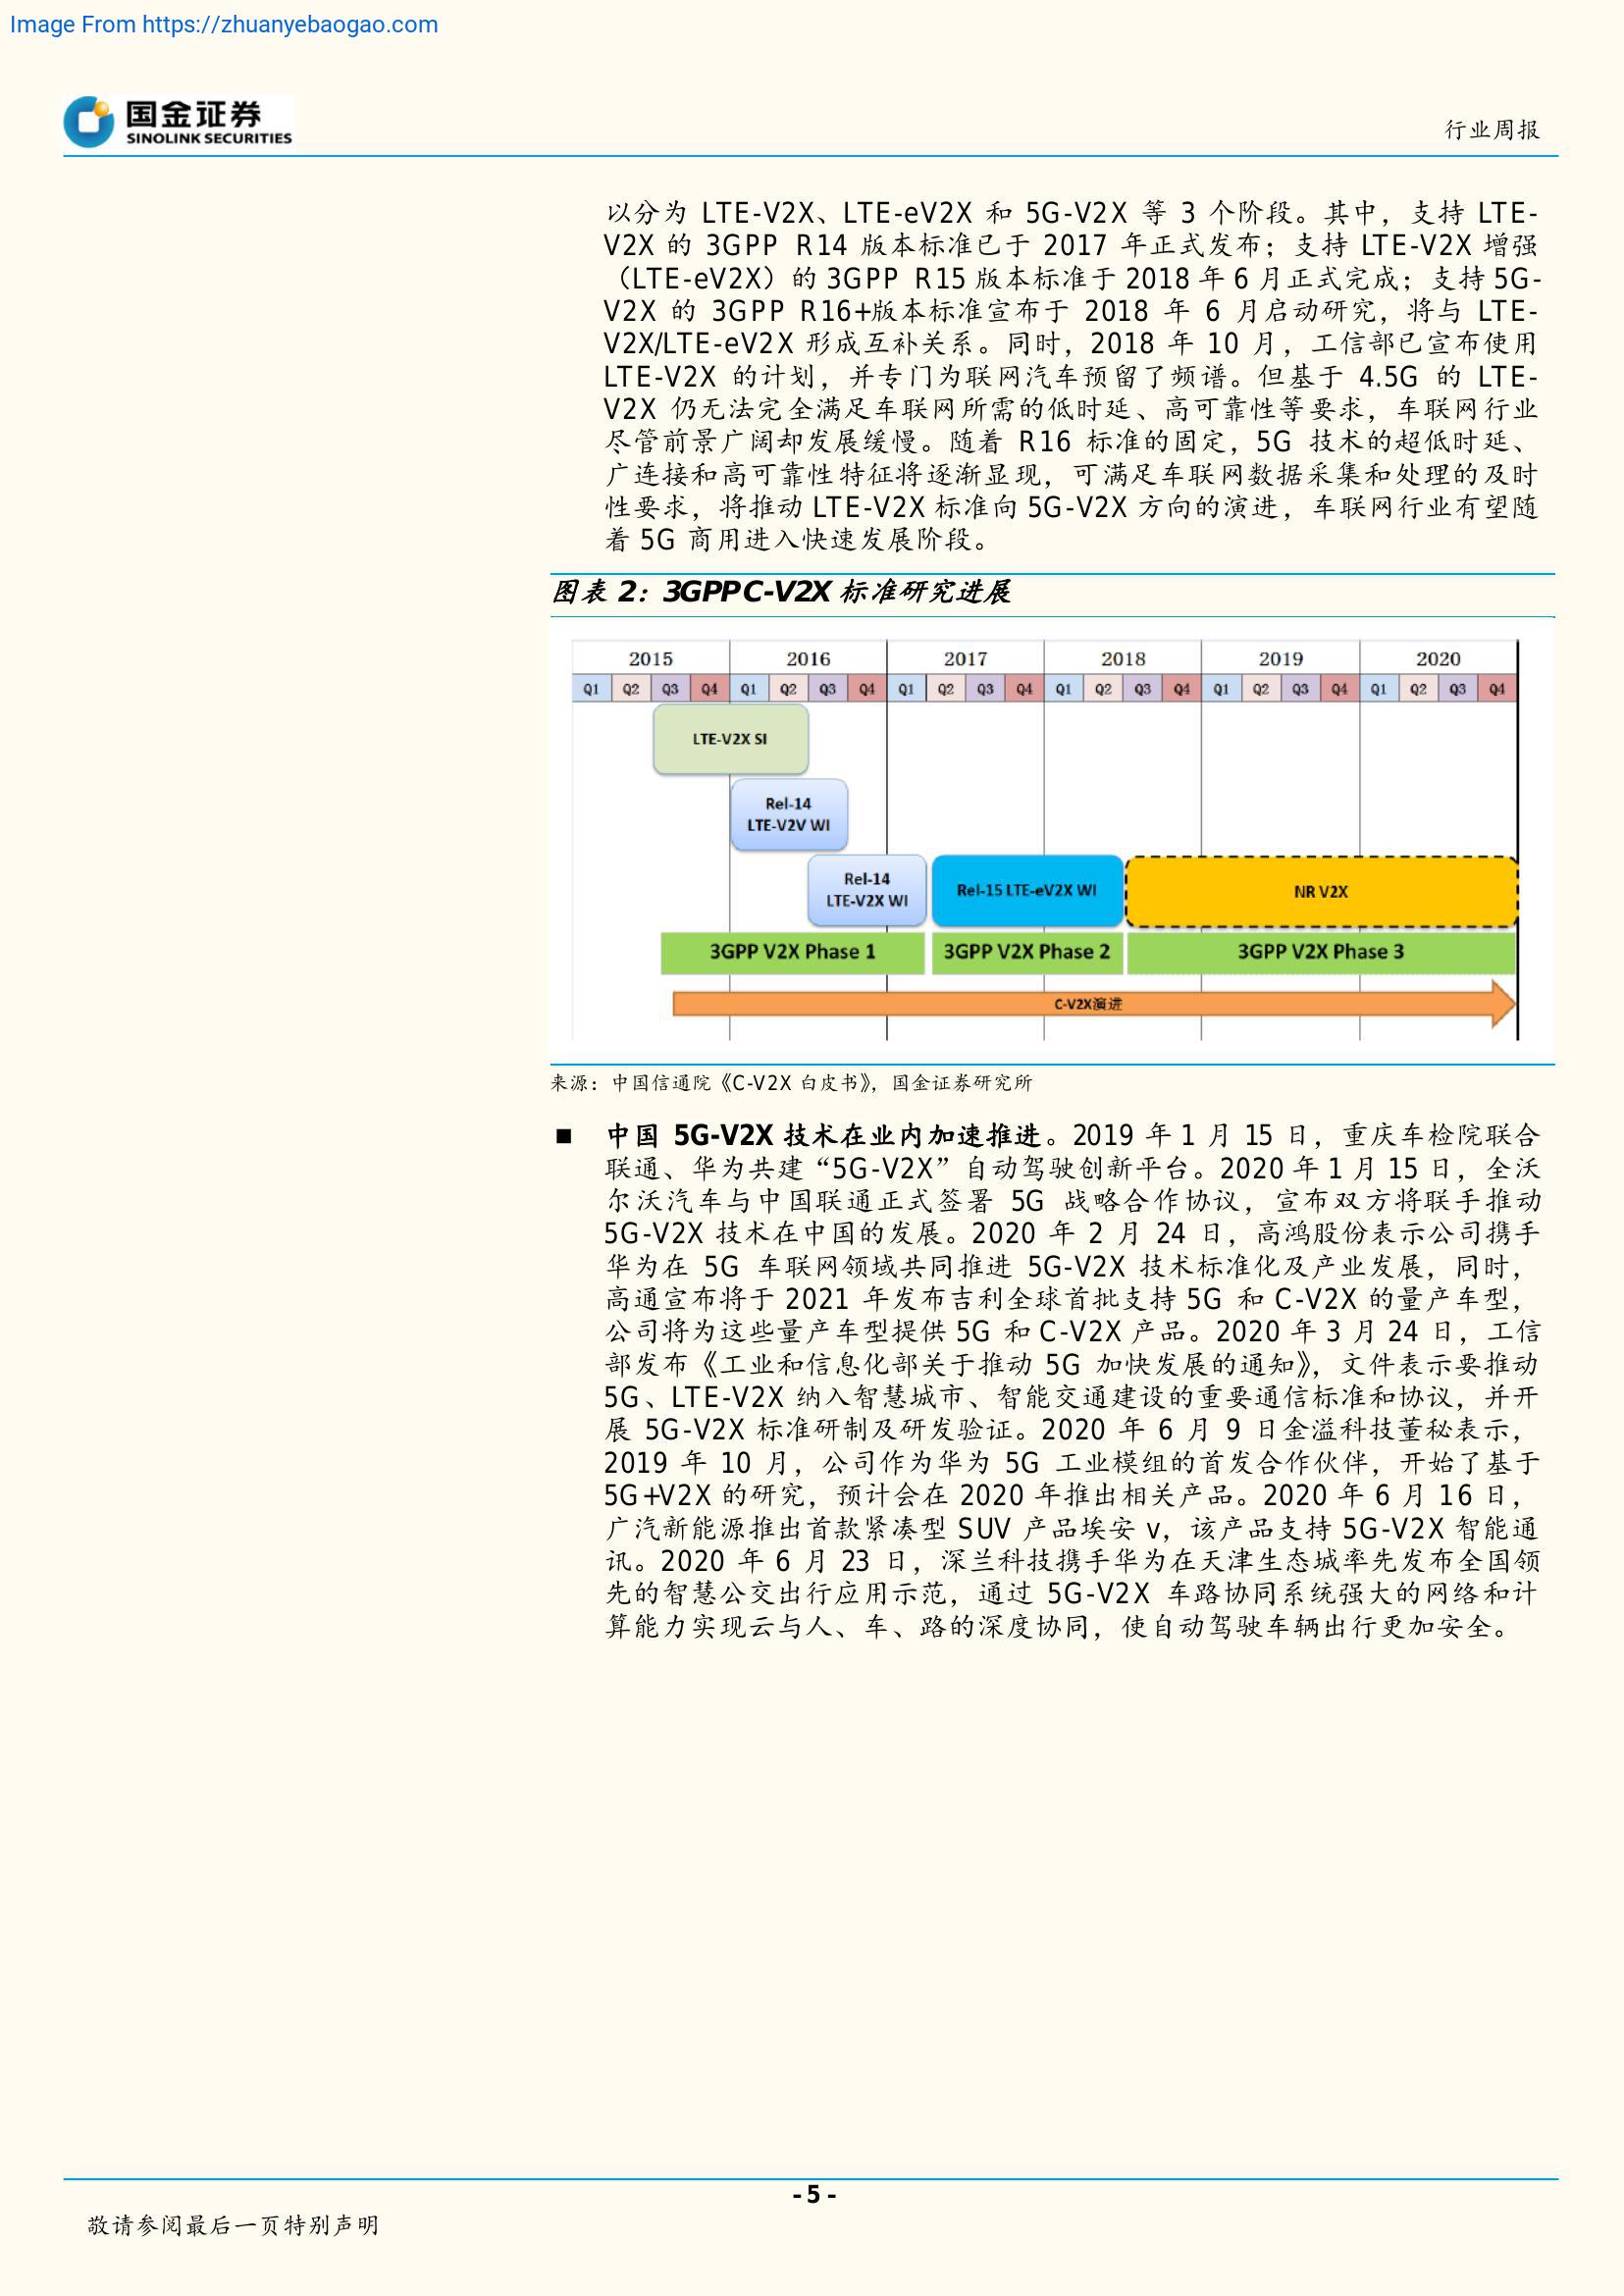 Image From https://zhuanyebaogao.com
国金证券
SINOLINK SECURITIES
行业周报
以分为 LTE-V2X、LTE-eV2X 和 5G-V2X 等 3 个阶段。其中，支持 LTE-
V2X 的 3GPP R14 版本标准已于 2017 年正式发布；支持 LTE-V2X 增强
（LTE-eV2X）的 3GPP R15 版本标准于 2018 年 6 月正式完成；支持 5G-
V2X 的 3GPP R16+版本标准宣布于 2018 年 6 月启动研究，将与 LTE-
V2X/LTE-eV2X 形成互补关系。同时，2018 年 10 月，工信部已宣布使用
LTE-V2X 的计划，并专门为联网汽车预留了频谱。但基于 4.5G 的 LTE-
V2X 仍无法完全满足车联网所需的低时延、高可靠性等要求，车联网行业
尽管前景广阔却发展缓慢。随着 R16 标准的固定，5G 技术的超低时延、
广连接和高可靠性特征将逐渐显现，可满足车联网数据采集和处理的及时
性要求，将推动 LTE-V2X 标准向 5G-V2X 方向的演进，车联网行业有望随
着 5G 商用进入快速发展阶段。
图表 2：3GPP C-V2X 标准研究进展
2015 2016 2017 2018 2019 2020
Q1 Q2 Q3 Q4 Q1 Q2 Q3 Q4 Q1 Q2 Q3 Q4 Q1 Q2 Q3 Q4 Q1 Q2 Q3 Q4 Q1 Q2 Q3 Q4
LTE-V2X SI
Rel-14
LTE-V2V WI
Rel-14
LTE-V2X WI
Rel-15 LTE-eV2X WI
NR V2X
3GPP V2X Phase 1
3GPP V2X Phase 2
3GPP V2X Phase 3
C-V2X演进
来源：中国信通院《C-V2X 白皮书》，国金证券研究所
■ 中国 5G-V2X 技术在业内加速推进。2019 年 1 月 15 日，重庆车检院联合
联通、华为共建“5G-V2X”自动驾驶创新平台。2020 年 1 月 15 日，全沃
尔沃汽车与中国联通正式签署 5G 战略合作协议，宣布双方将联手推动
5G-V2X 技术在中国的发展。2020 年 2 月 24 日，高鸿股份表示公司携手
华为在 5G 车联网领域共同推进 5G-V2X 技术标准化及产业发展，同时，
高通宣布将于 2021 年发布吉利全球首批支持 5G 和 C-V2X 的量产车型，
公司将为这些量产车型提供 5G 和 C-V2X 产品。2020 年 3 月 24 日，工信
部发布《工业和信息化部关于推动 5G 加快发展的通知》，文件表示要推动
5G、LTE-V2X 纳入智慧城市、智能交通建设的重要通信标准和协议，并开
展 5G-V2X 标准研制及研发验证。2020 年 6 月 9 日金溢科技董秘表示，
2019 年 10 月，公司作为华为 5G 工业模组的首发合作伙伴，开始了基于
5G+V2X 的研究，预计会在 2020 年推出相关产品。2020 年 6 月 16 日，
广汽新能源推出首款紧凑型 SUV 产品埃安 v，该产品支持 5G-V2X 智能通
讯。2020 年 6 月 23 日，深兰科技携手华为在天津生态城率先发布全国领
先的智慧公交出行应用示范，通过 5G-V2X 车路协同系统强大的网络和计
算能力实现云与人、车、路的深度协同，使自动驾驶车辆出行更加安全。
- 5 -
敬请参阅最后一页特别声明